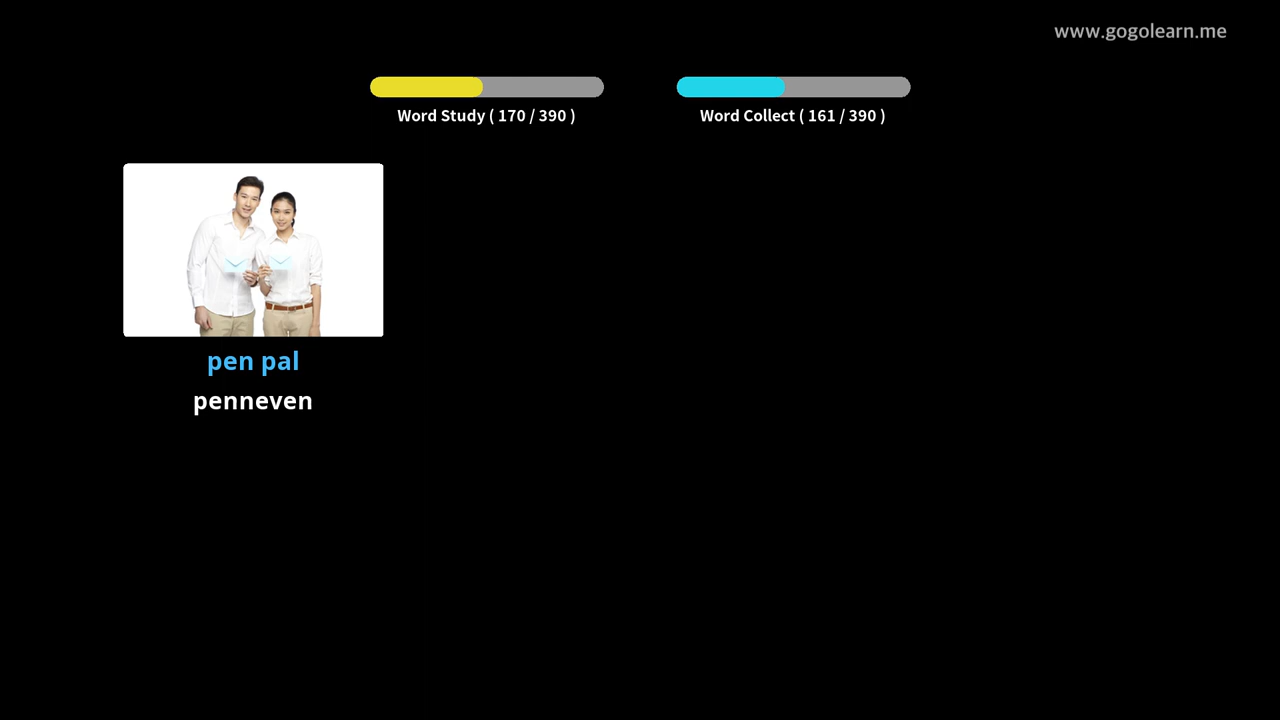 www.gogolearn.me
Word Study ( 170 / 390 )
Word Collect ( 161 / 390 )
pen pal
penneven